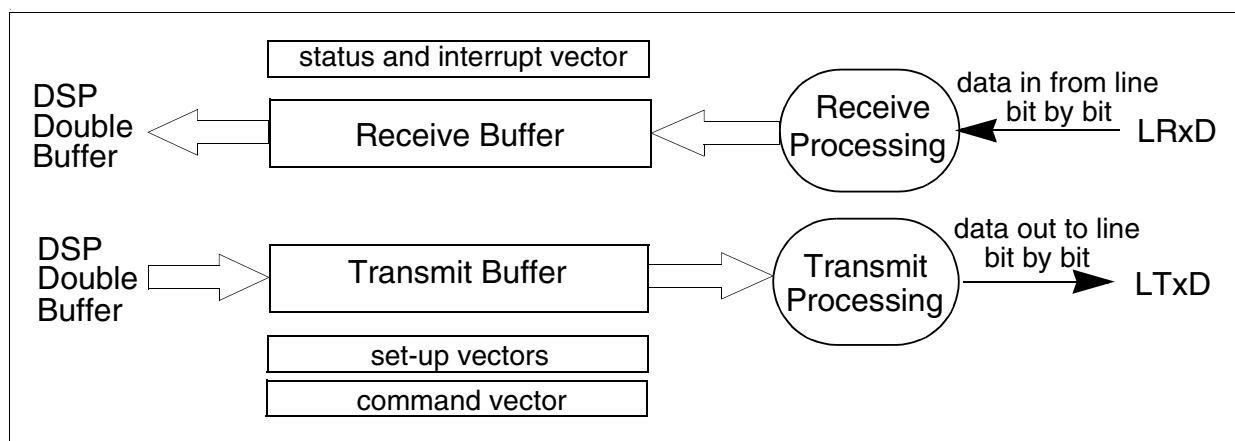 status and interrupt vector
DSP
Double
Buffer
Receive Buffer
Receive
Processing
data in from line
bit by bit
LRxD
DSP
Double
Buffer
Transmit Buffer
Transmit
Processing
data out to line
bit by bit
LTxD
set-up vectors
command vector